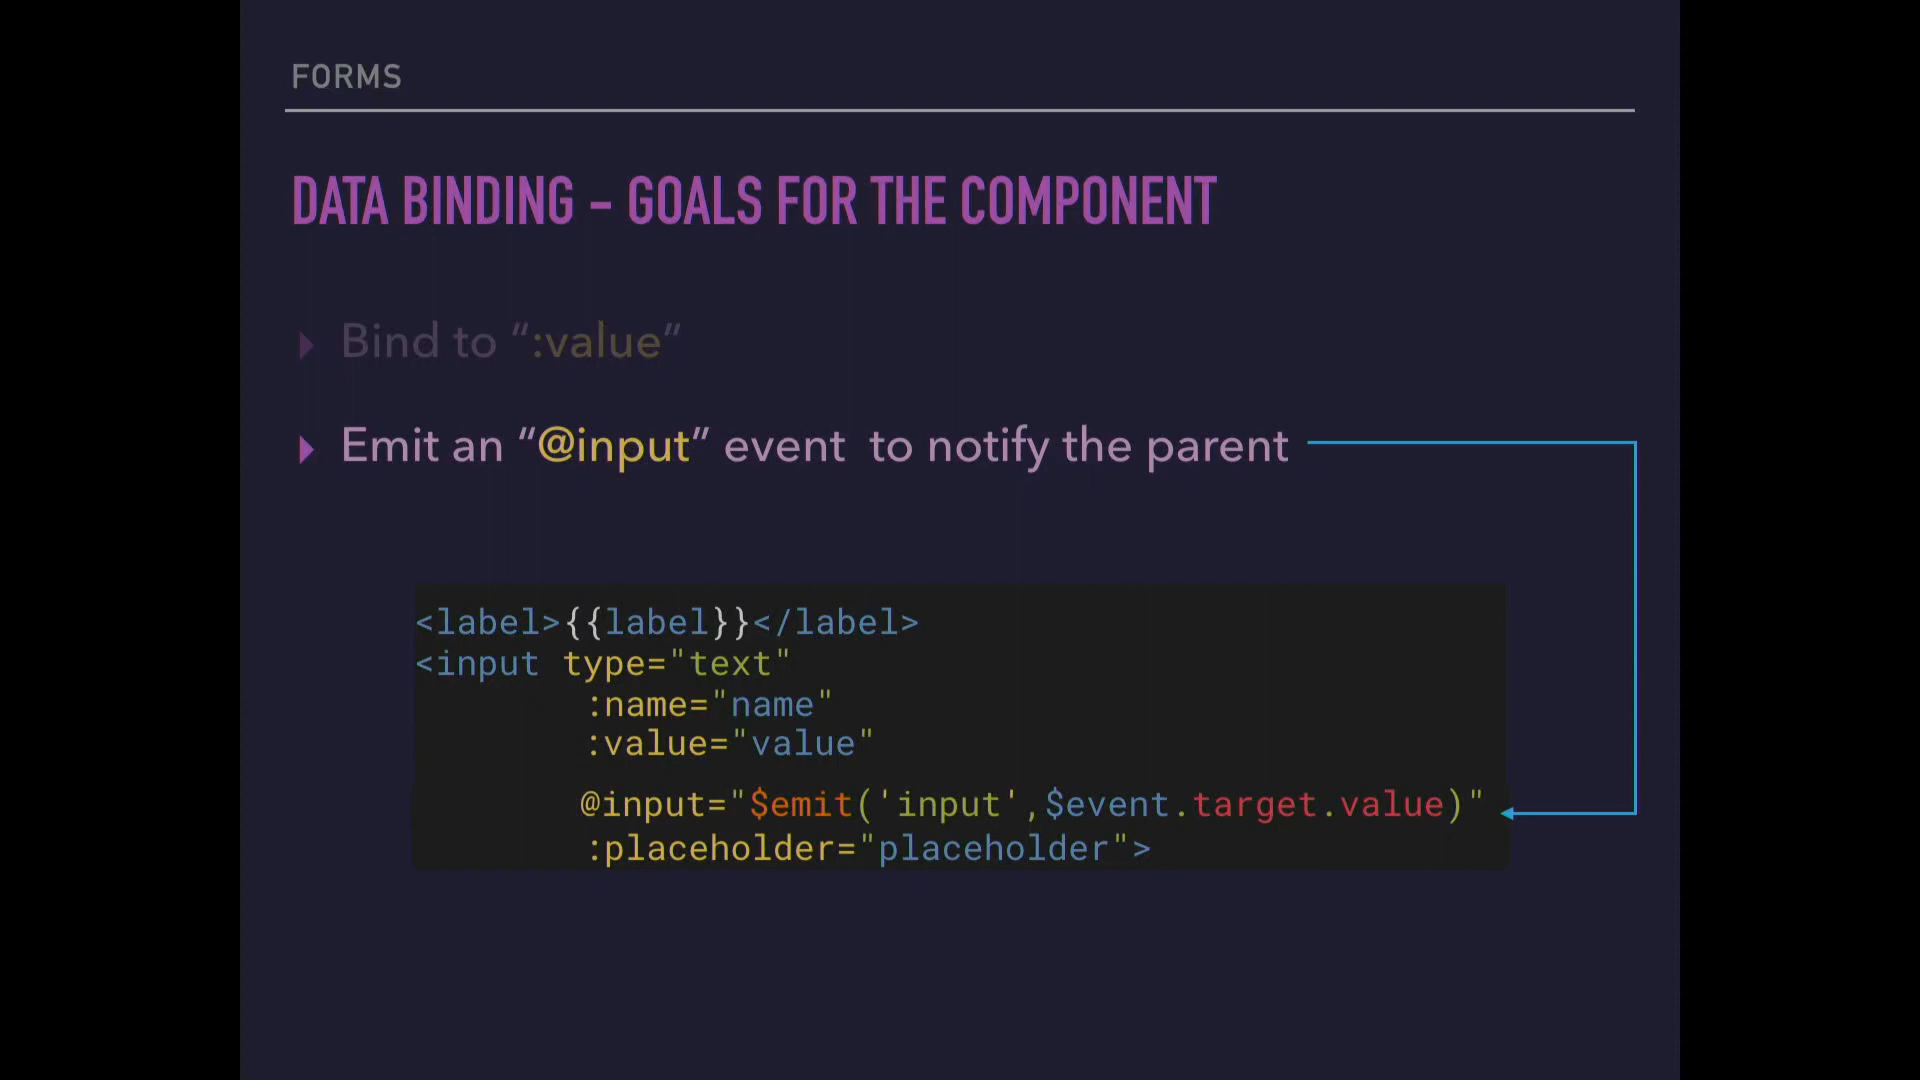 FORMS
DATA BINDING – GOALS FOR THE COMPONENT
Bind to “:value”
Emit an “@input” event to notify the parent
<label>{{label}}</label>
<input type="text"
:name="name"
:value="value"
@input="$emit('input',$event.target.value)"
:placeholder="placeholder">